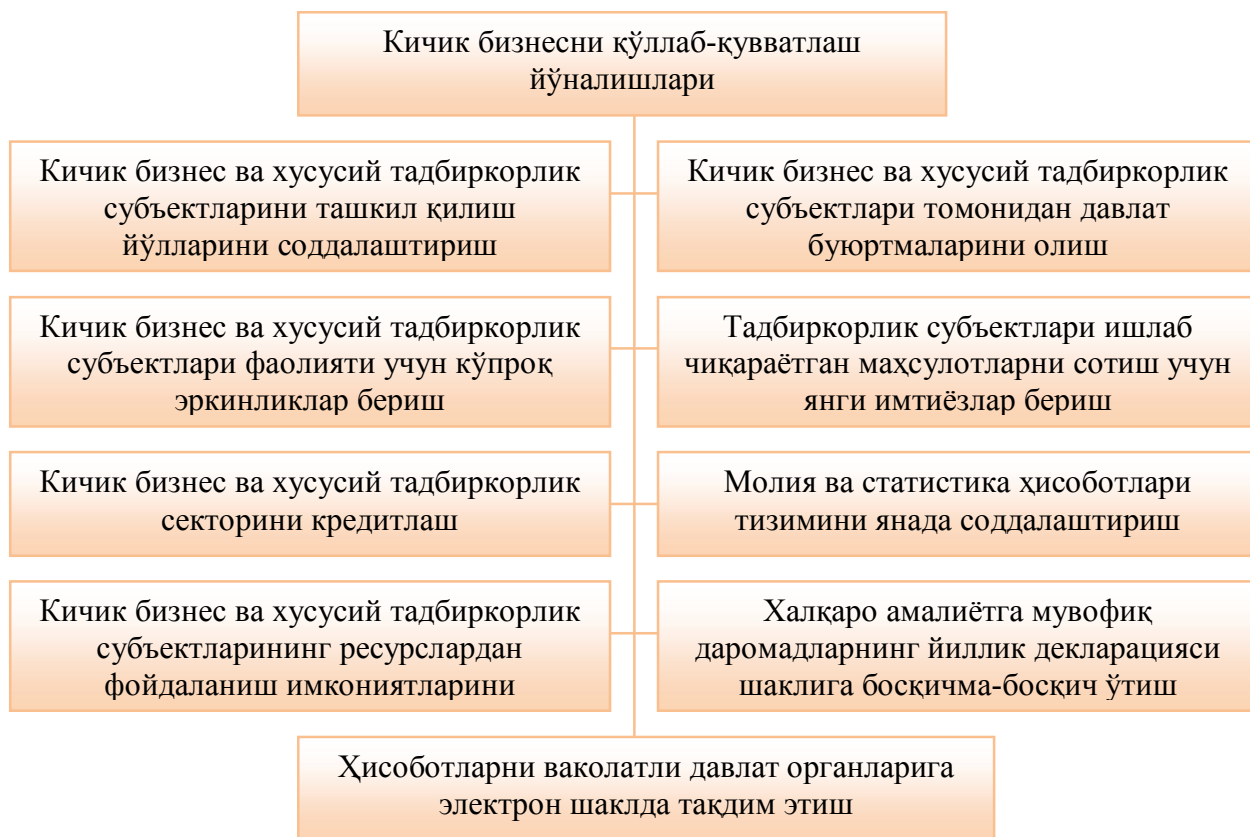 Кичик бизнесни қўллаб-қувватлаш
йўналишлари
Кичик бизнес ва хусусий тадбиркорлик
субъектларини ташкил қилиш
йўлларини соддалаштириш
Кичик бизнес ва хусусий тадбиркорлик
субъектлари томонидан давлат
буюртмаларини олиш
Кичик бизнес ва хусусий тадбиркорлик
субъектлари фаолияти учун кўпроқ
эркинликлар бериш
Тадбиркорлик субъектлари ишлаб
чиқараётган маҳсулотларни сотиш учун
янги имтиёзлар бериш
Кичик бизнес ва хусусий тадбиркорлик
секторини кредитлаш
Молия ва статистика ҳисоботлари
тизимини янада соддалаштириш
Кичик бизнес ва хусусий тадбиркорлик
субъектларининг ресурслардан
фойдаланиш имкониятларини
Халқаро амалиётга мувофиқ
даромадларнинг йиллик декларацияси
шаклига босқичма-босқич ўтиш
Ҳисоботларни ваколатли давлат органларига
электрон шаклда тақдим этиш